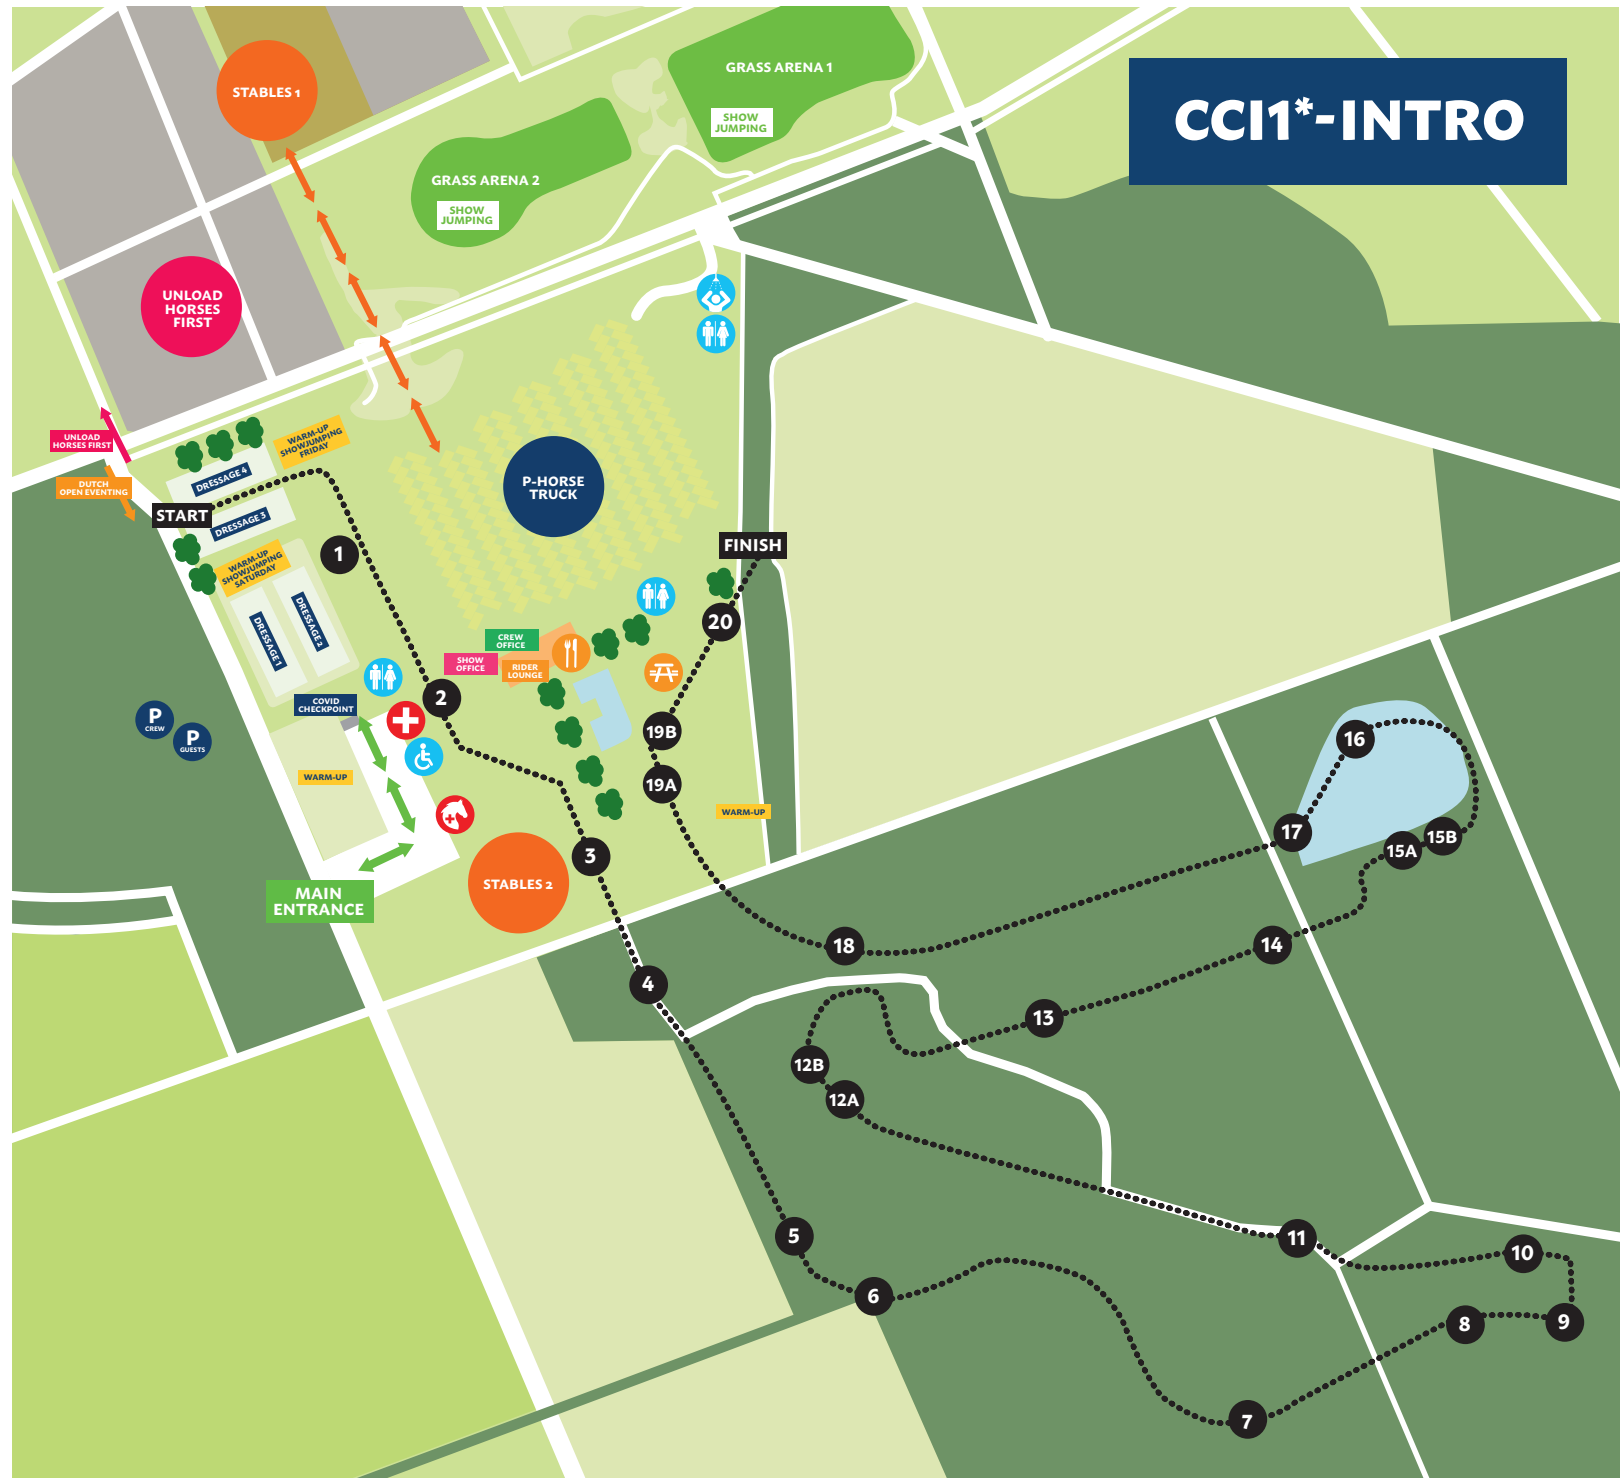 CCI1*-INTRO
GRASS ARENA 1
SHOW
JUMPING
STABLES 1
GRASS ARENA 2
SHOW
JUMPING
UNLOAD
HORSES
FIRST
UNLOAD
HORSES FIRST
DUTCH
OPEN EVENTING
WARM-UP
SHOWJUMPING
FRIDAY
DRESSAGE 4
START
DRESSAGE 3
WARM-UP
SHOWJUMPING
SATURDAY
DRESSAGE 1
DRESSAGE 2
P-HORSE
TRUCK
FINISH
1
20
CREW
OFFICE
SHOW
OFFICE
RIDER
LOUNGE
COVID
CHECKPOINT
2
P
CREW
P
GUESTS
19B
19A
WARM-UP
WARM-UP
3
STABLES 2
MAIN
ENTRANCE
16
17
15A
15B
18
14
4
13
12B
12A
5
11
10
6
8
9
7